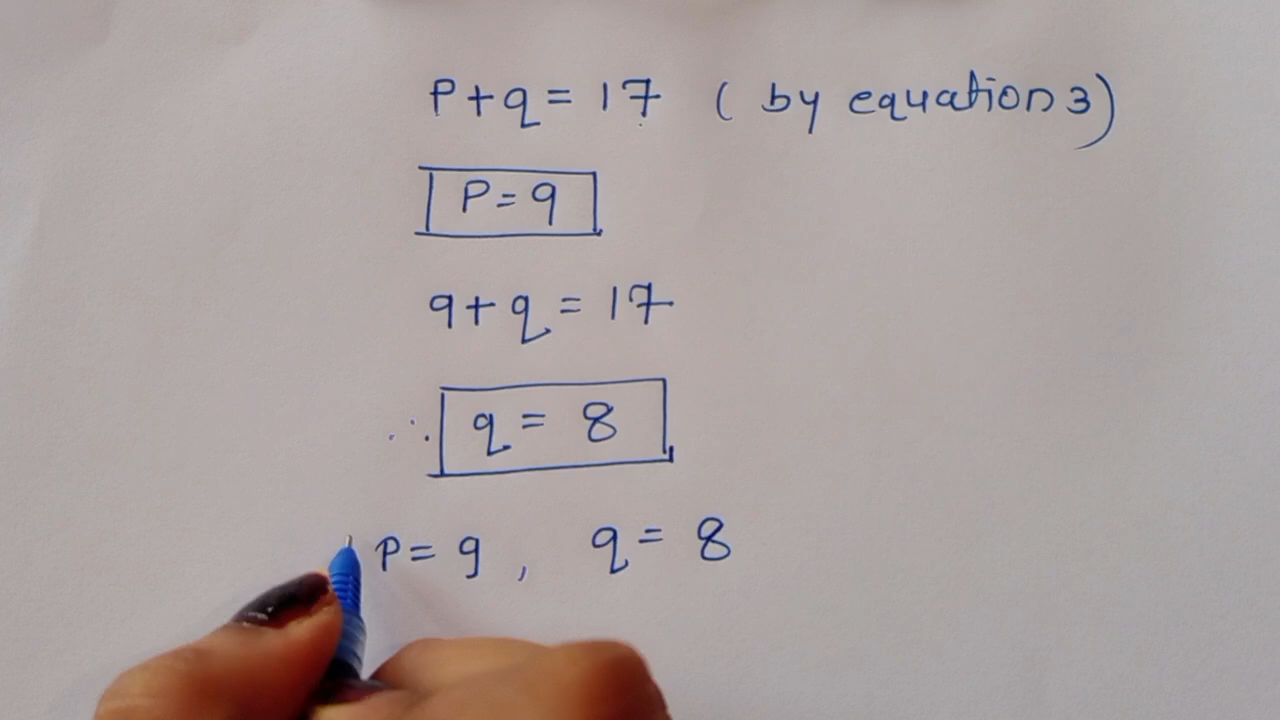 P+q = 17 ( by equation 3)
P = 9
9+q = 17
∴ q = 8
P = 9 , q = 8